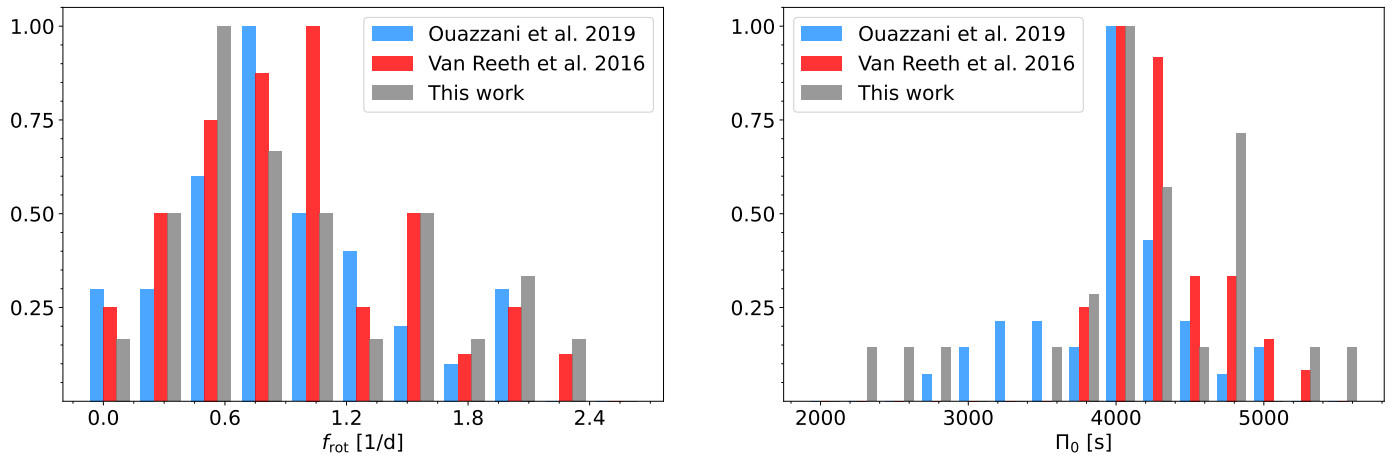 1.00
0.75
0.50
0.25
Ouazzani et al. 2019
Van Reeth et al. 2016
This work
0.0 0.6 1.2 1.8 2.4
f_rot [1/d]
1.00
0.75
0.50
0.25
Ouazzani et al. 2019
Van Reeth et al. 2016
This work
2000 3000 4000 5000
Π₀ [s]